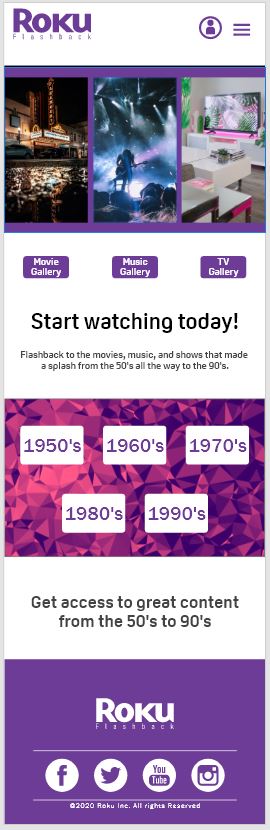 Roku
Flashback
Movie
Gallery
Music
Gallery
TV
Gallery
Start watching today!
Flashback to the movies, music, and shows that made
a splash from the 50's all the way to the 90's.
1950's 1960's 1970's
1980's 1990's
Get access to great content
from the 50's to 90's
Roku
Flashback
f
You
Tube
©2020 Roku Inc. All rights Reserved